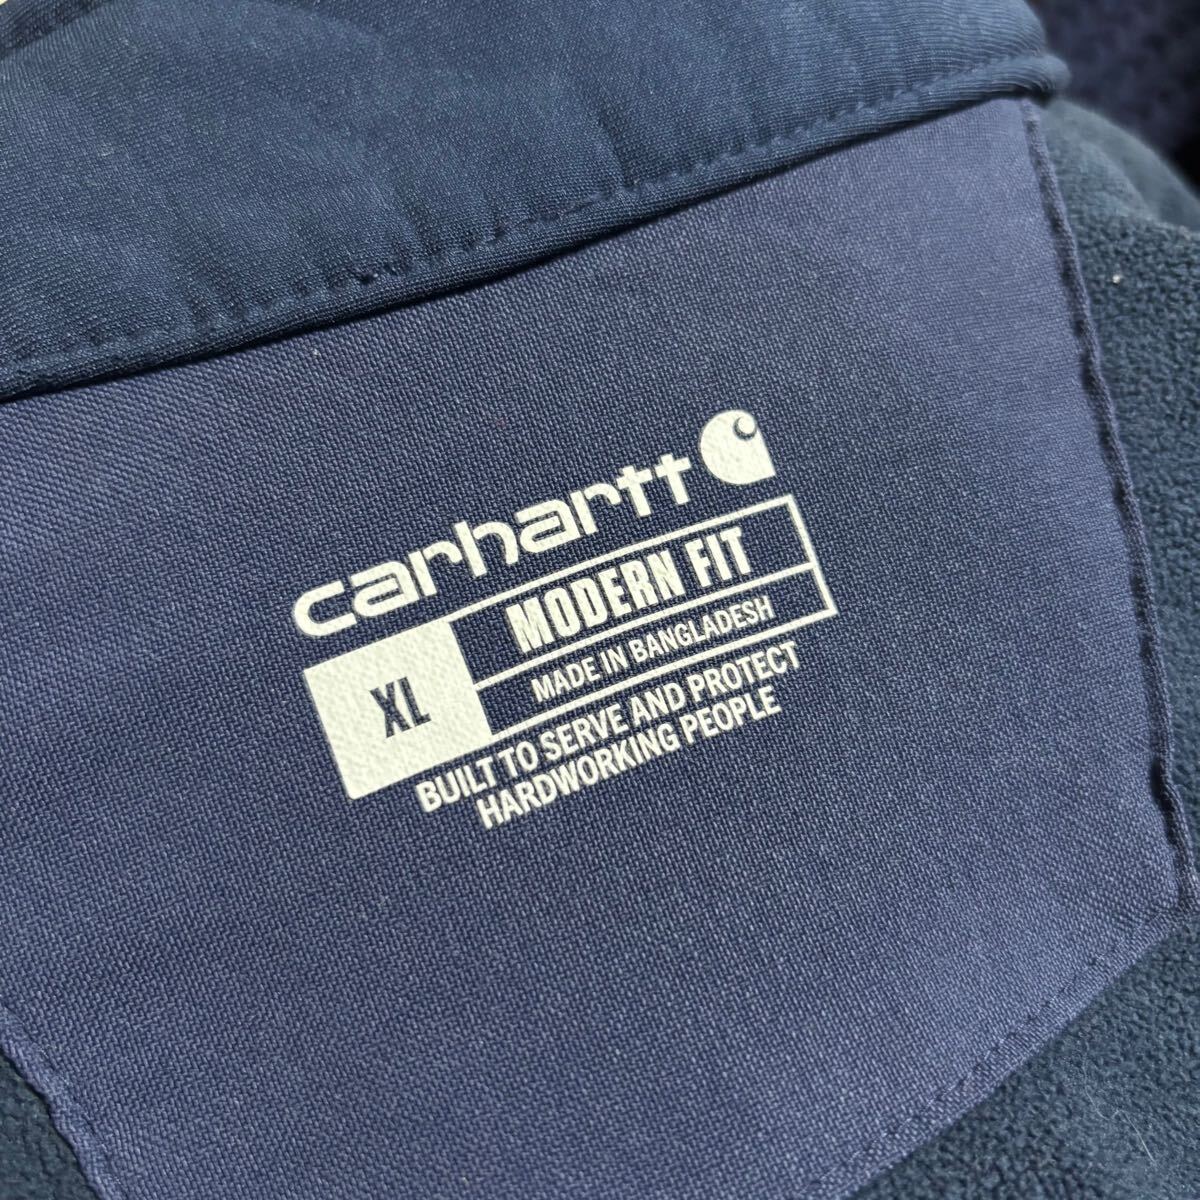 carhartt
XL
MODERN FIT
MADE IN BANGLADESH
BUILT TO SERVE AND PROTECT
HARDWORKING PEOPLE